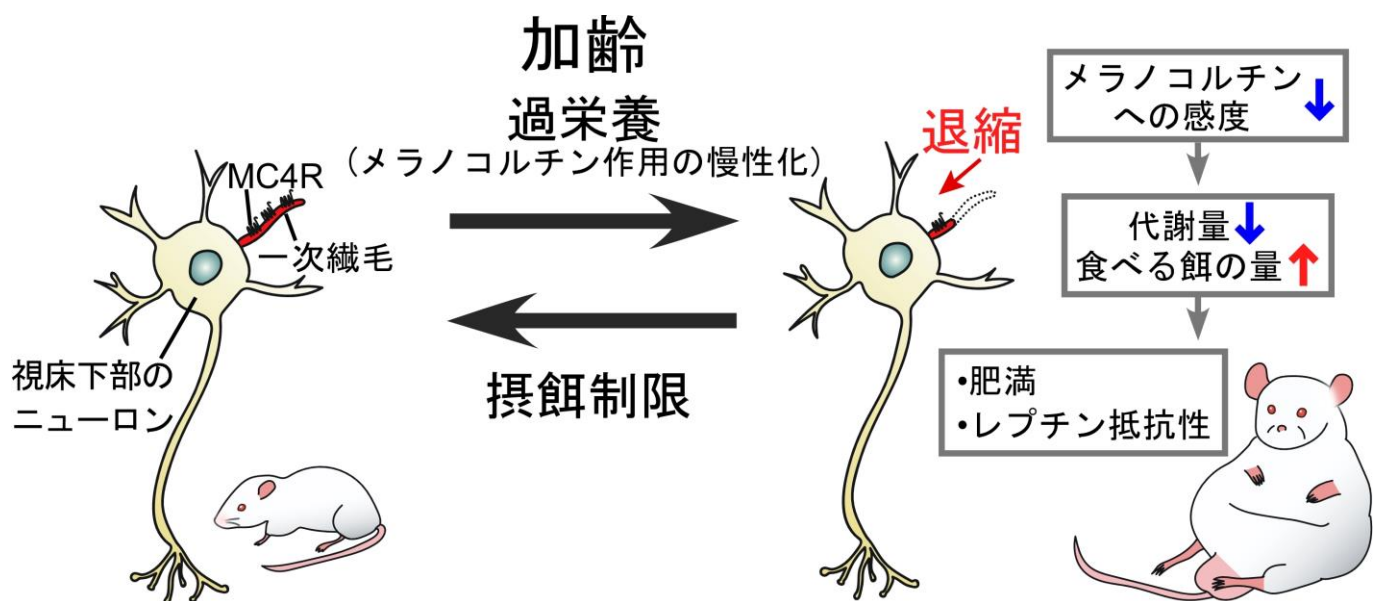 加齢
過栄養
（メラノコルチン作用の慢性化）
MC4R
一次繊毛
視床下部の
ニューロン
摂餌制限
退縮
メラノコルチン
への感度 ↓
代謝量 ↓
食べる餌の量 ↑
•肥満
•レプチン抵抗性